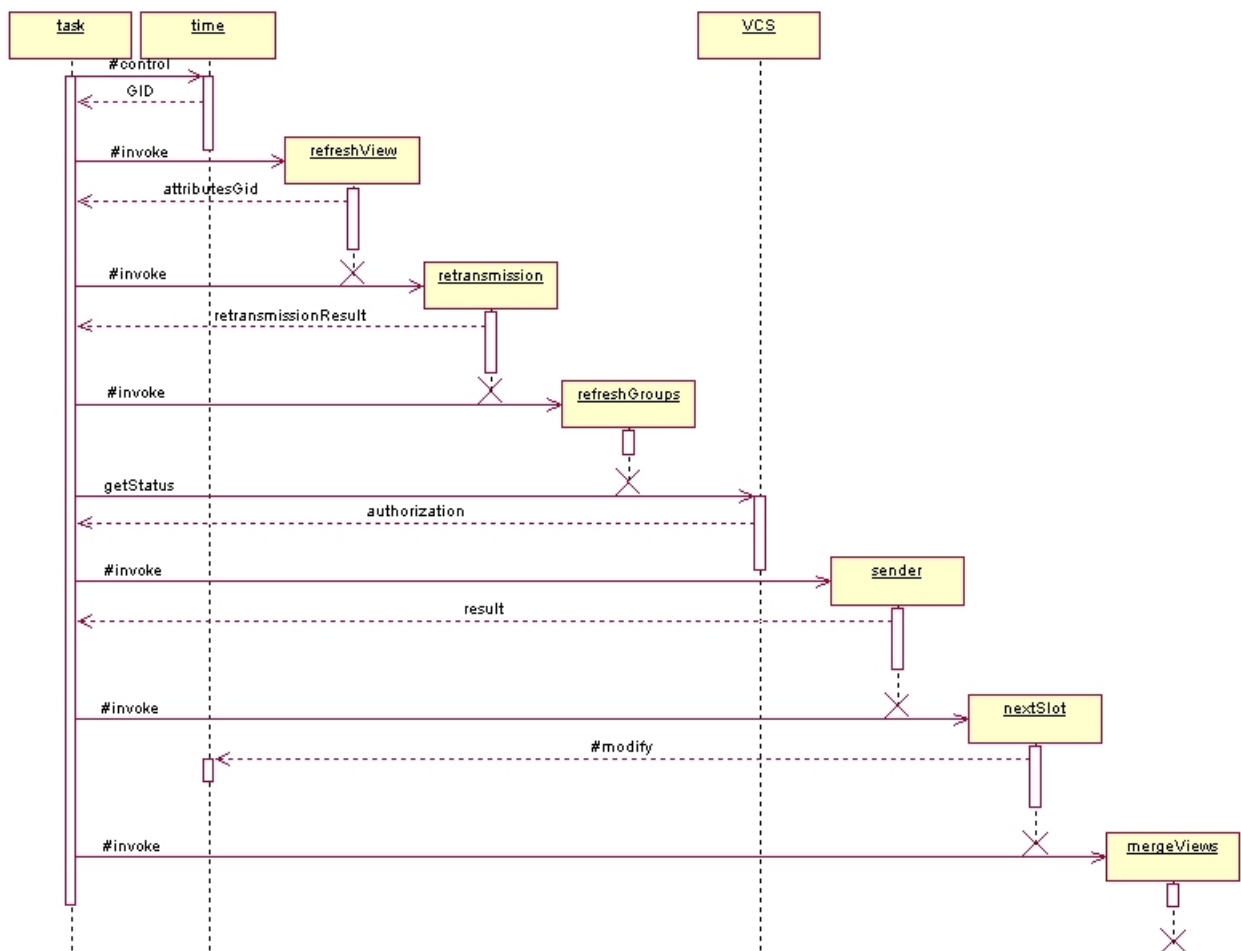 task
time
VCS
#control
GID
#invoke
refreshView
attributesGid
#invoke
retransmission
retransmissionResult
#invoke
refreshGroups
getStatus
authorization
#invoke
sender
result
#invoke
nextSlot
#modify
#invoke
mergeViews